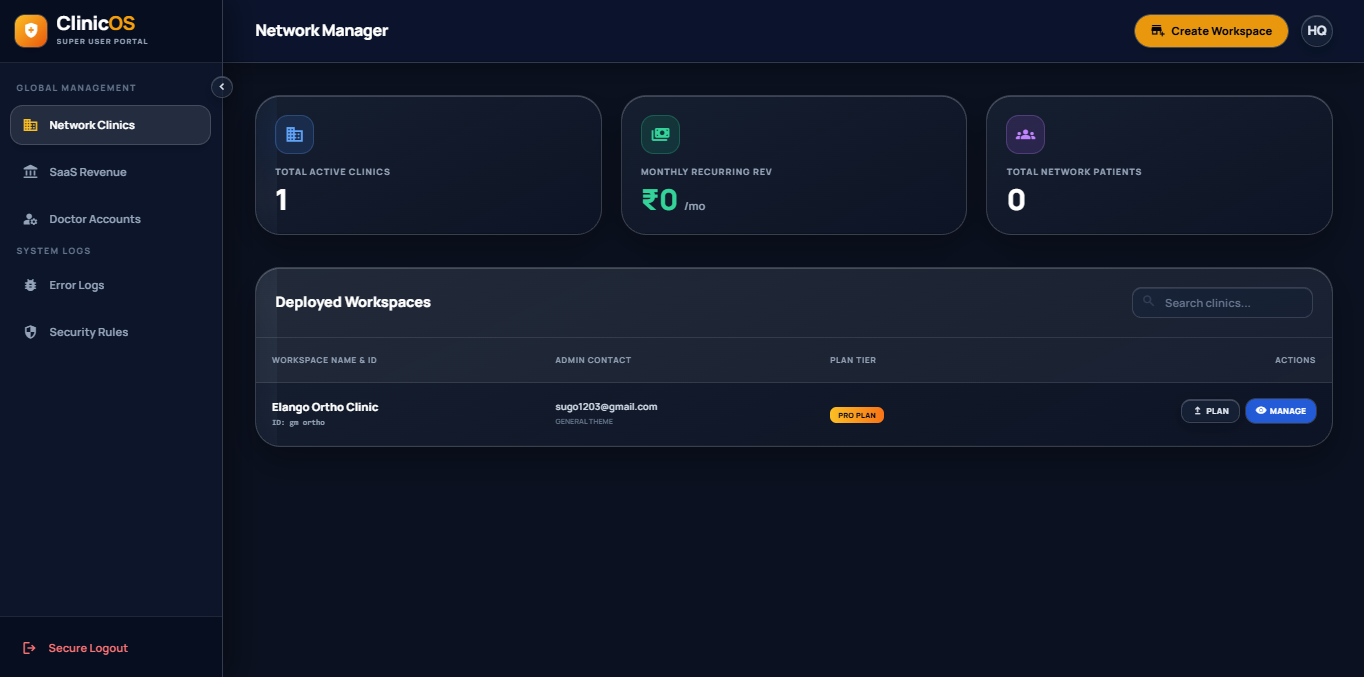 ClinicOS
SUPER USER PORTAL
Network Manager
Create Workspace
HQ
GLOBAL MANAGEMENT
Network Clinics
SaaS Revenue
Doctor Accounts
SYSTEM LOGS
Error Logs
Security Rules
Secure Logout
TOTAL ACTIVE CLINICS
1
MONTHLY RECURRING REV
₹0 /mo
TOTAL NETWORK PATIENTS
0
Deployed Workspaces
Search clinics...
WORKSPACE NAME & ID ADMIN CONTACT PLAN TIER ACTIONS
Elango Ortho Clinic sugo1203@gmail.com PRO PLAN PLAN MANAGE
ID: gm ortho GENERAL THEME